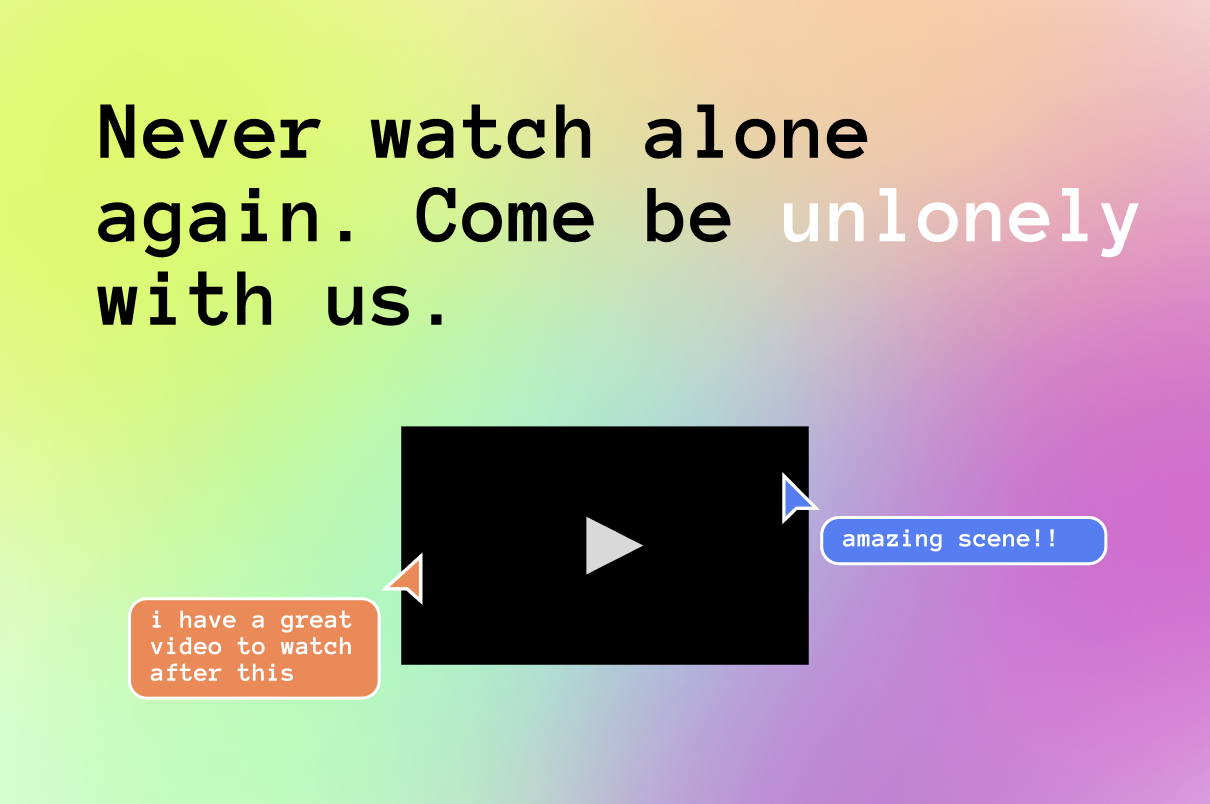 Never watch alone
again. Come be unlonely
with us.
amazing scene!!
i have a great
video to watch
after this